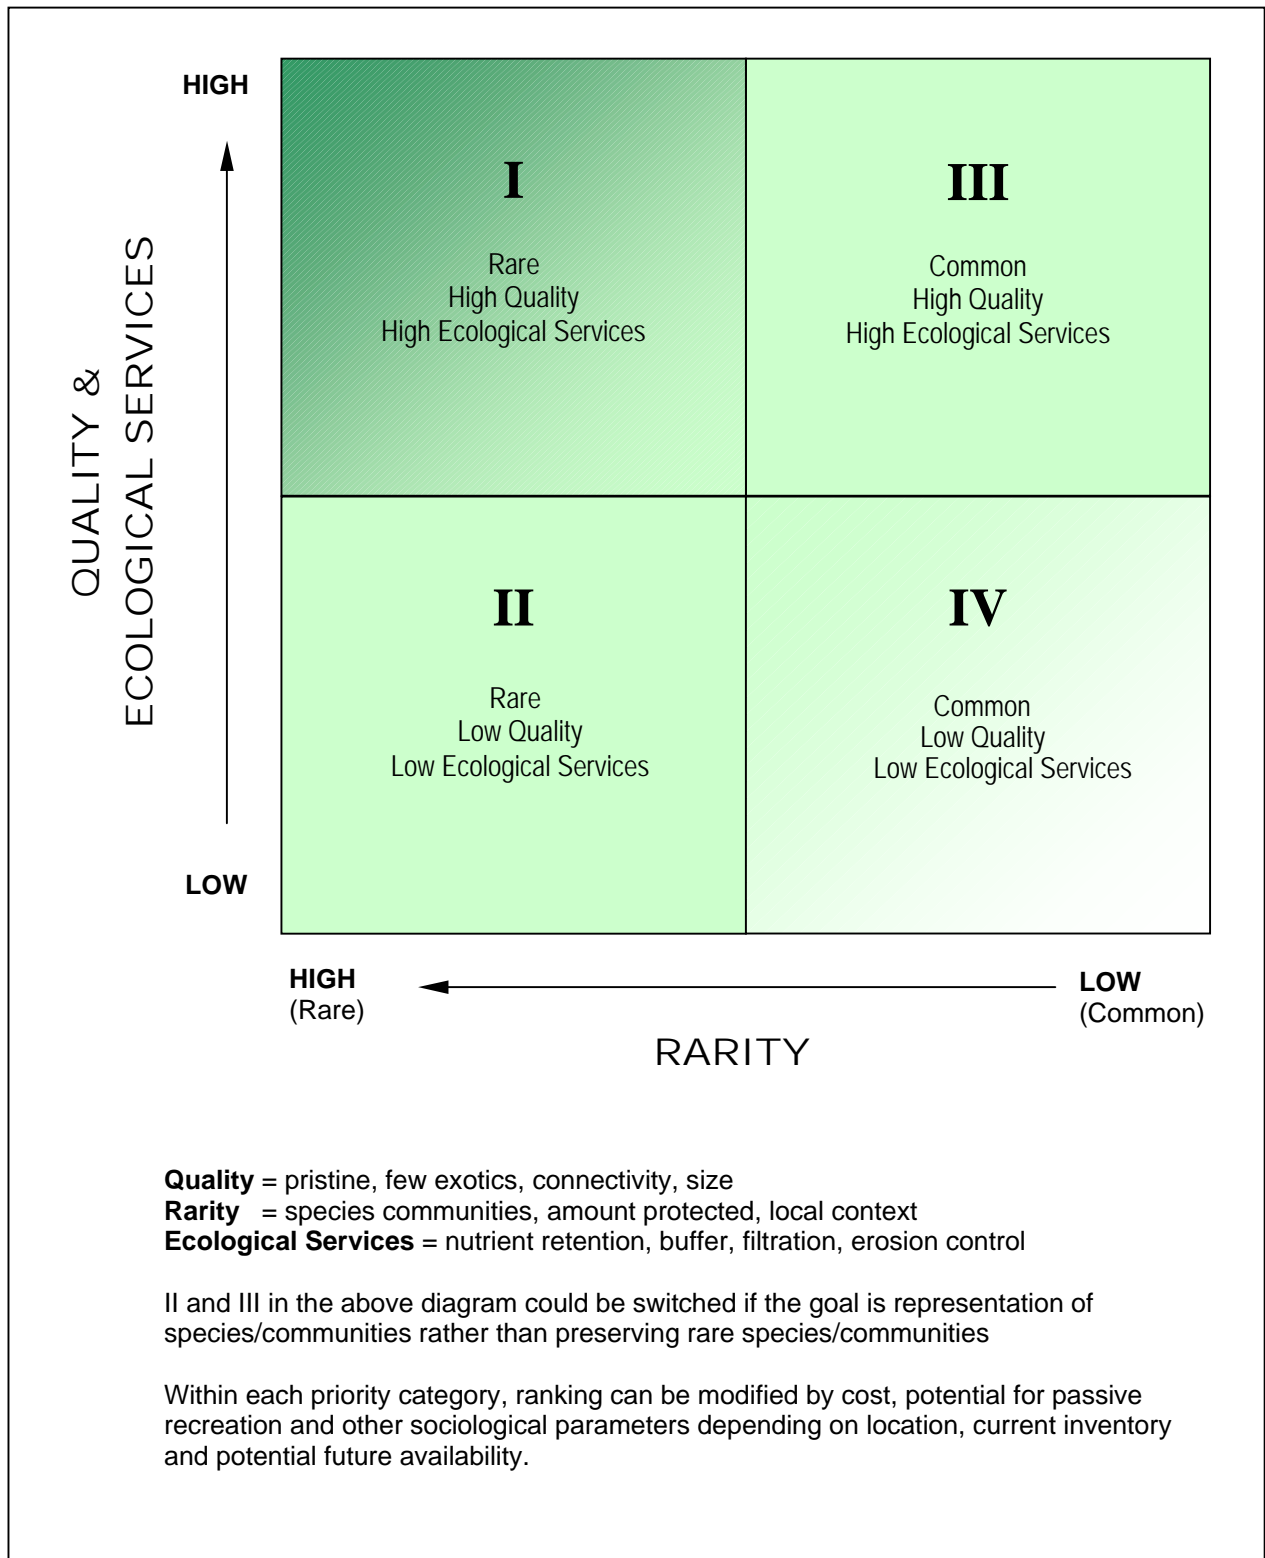 HIGH
I
Rare
High Quality
High Ecological Services
III
Common
High Quality
High Ecological Services
QUALITY &
ECOLOGICAL SERVICES
II
Rare
Low Quality
Low Ecological Services
IV
Common
Low Quality
Low Ecological Services
LOW
HIGH
(Rare)
LOW
(Common)
RARITY
Quality = pristine, few exotics, connectivity, size
Rarity = species communities, amount protected, local context
Ecological Services = nutrient retention, buffer, filtration, erosion control
II and III in the above diagram could be switched if the goal is representation of
species/communities rather than preserving rare species/communities
Within each priority category, ranking can be modified by cost, potential for passive
recreation and other sociological parameters depending on location, current inventory
and potential future availability.